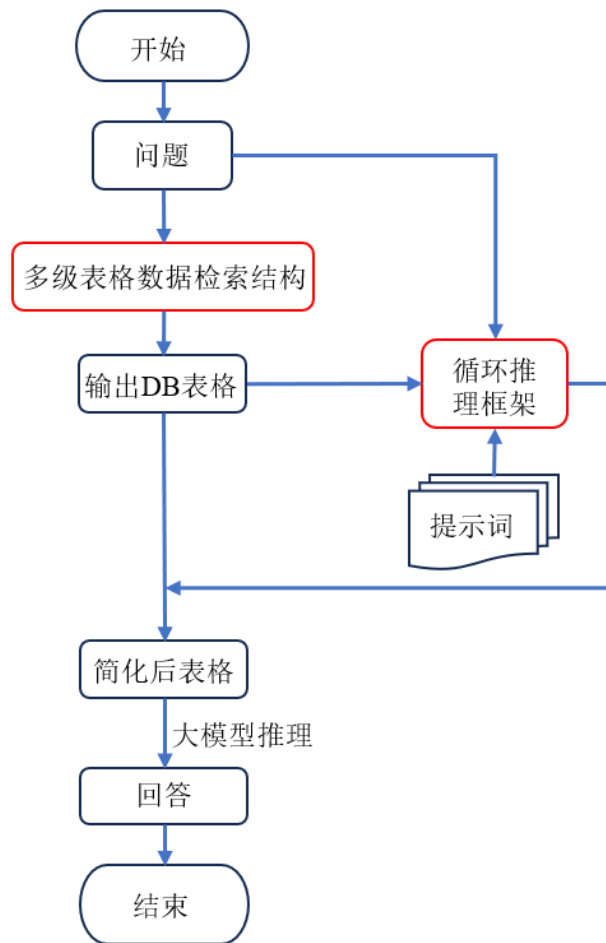 开始
问题
多级表格数据检索结构
输出DB表格
循环推
理框架
提示词
简化后表格
大模型推理
回答
结束